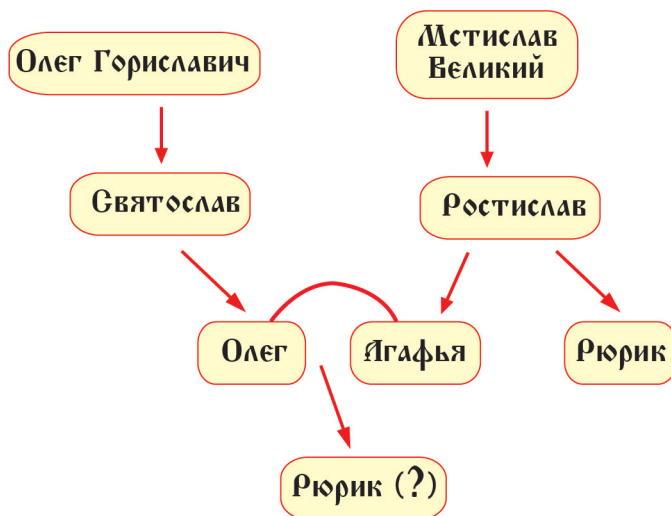 Олег Гориславич
Мстислав
Великий
Святослав
Ростислав
Олег
Агафья
Рюрик
Рюрик (?)